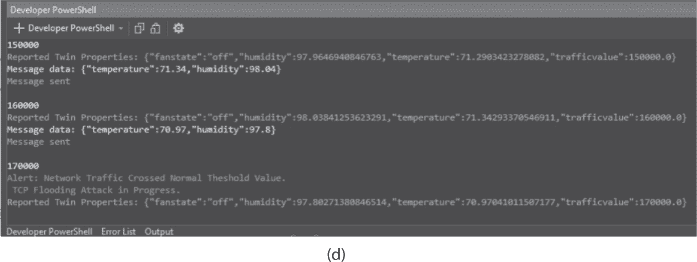 Developer PowerShell
Developer PowerShell
150000
Reported Twin Properties: {"fanstate":"off","humidity":97.9646940846763,"temperature":71.2903423278082,"trafficvalue":150000.0}
Message data: {"temperature":71.34,"humidity":98.04}
Message sent
160000
Reported Twin Properties: {"fanstate":"off","humidity":98.03841253623291,"temperature":71.34293370546911,"trafficvalue":160000.0}
Message data: {"temperature":70.97,"humidity":97.8}
Message sent
170000
Alert: Network Traffic Crossed Normal Theshold Value.
TCP Flooding Attack in Progress.
Reported Twin Properties: {"fanstate":"off","humidity":97.80271380846514,"temperature":70.97041011507177,"trafficvalue":170000.0}
Developer PowerShell Error List Output
(d)